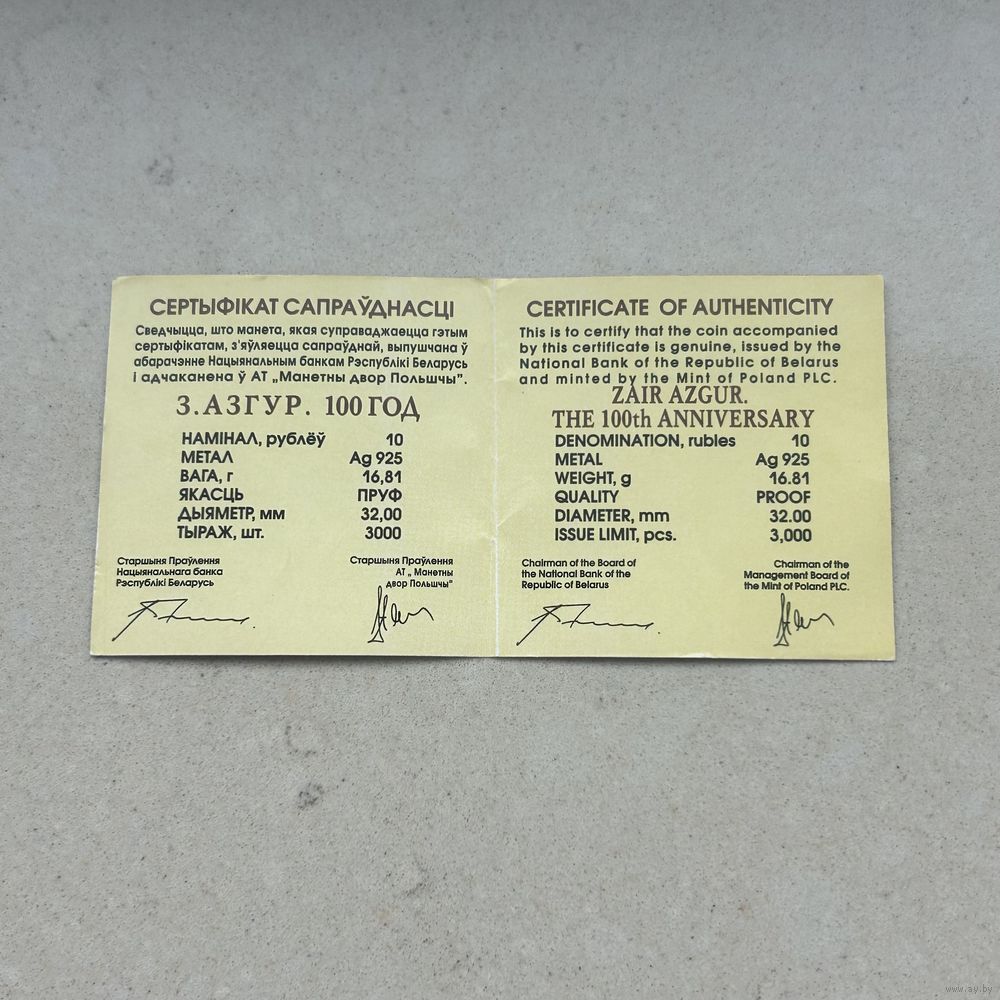 СЕРТЫФІКАТ САПРАЎДНАСЦІ
Сведчыцца, што манета, якая суправаджаецца гэтым
сертыфікатам, з'яўляецца сапраўднай, выпушчана ў
абарачэнне Нацыянальным банкам Рэспублікі Беларусь
і адчаканена ў АТ „Манетны двор Польшчы”.
З.АЗГУР. 100 ГОД
НАМІНАЛ, рублёў 10
МЕТАЛ Ag 925
ВАГА, г 16,81
ЯКАСЦЬ ПРУФ
ДЫЯМЕТР, мм 32,00
ТЫРАЖ, шт. 3000
Старшыня Праўлення
Нацыянальнага банка
Рэспублікі Беларусь
Старшыня Праўлення
АТ „ Манетны
двор Польшчы”
CERTIFICATE OF AUTHENTICITY
This is to certify that the coin accompanied
by this certificate is genuine, issued by the
National Bank of the Republic of Belarus
and minted by the Mint of Poland PLC.
ZAIR AZGUR.
THE 100th ANNIVERSARY
DENOMINATION, rubles 10
METAL Ag 925
WEIGHT, g 16.81
QUALITY PROOF
DIAMETER, mm 32.00
ISSUE LIMIT, pcs. 3,000
Chairman of the Board of
the National Bank of the
Republic of Belarus
Chairman of the
Management Board of
the Mint of Poland PLC.
www.ay.by